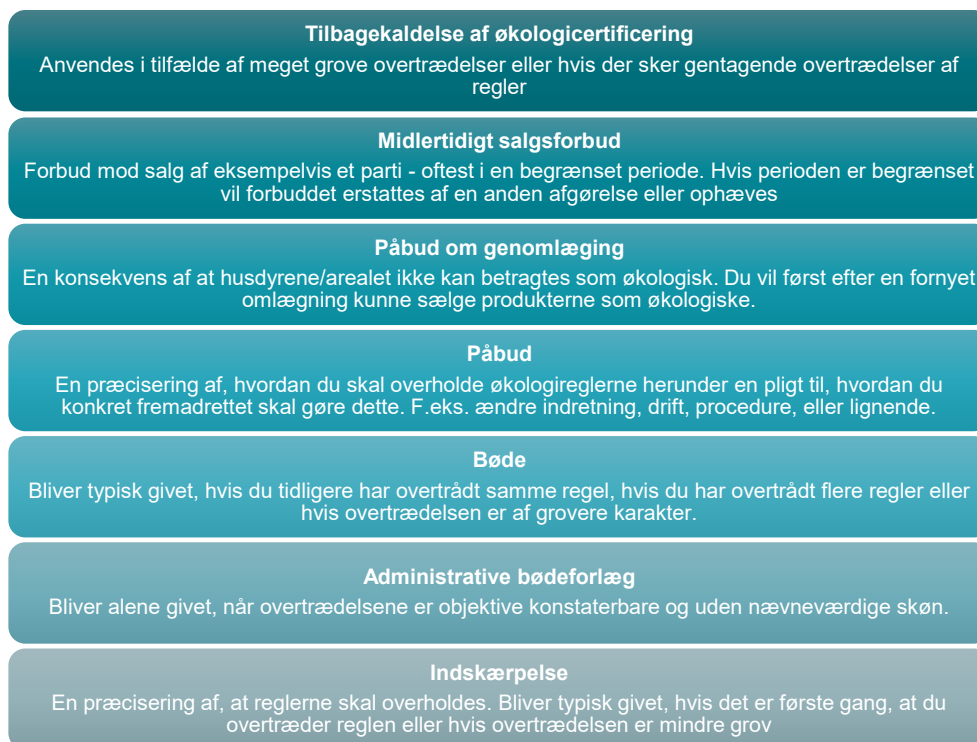 Tilbagekaldelse af økologicertificering
Anvendes i tilfælde af meget grove overtrædelser eller hvis der sker gentagende overtrædelser af
regler
Midlertidigt salgsforbud
Forbud mod salg af eksempelvis et parti - oftest i en begrænset periode. Hvis perioden er begrænset
vil forbuddet erstattes af en anden afgørelse eller ophæves
Påbud om genomlæging
En konsekvens af at husdyrene/arealet ikke kan betragtes som økologisk. Du vil først efter en fornyet
omlægning kunne sælge produkterne som økologiske.
Påbud
En præcisering af, hvordan du skal overholde økologireglerne herunder en pligt til, hvordan du
konkret fremadrettet skal gøre dette. F.eks. ændre indretning, drift, procedure, eller lignende.
Bøde
Bliver typisk givet, hvis du tidligere har overtrådt samme regel, hvis du har overtrådt flere regler eller
hvis overtrædelsen er af grovere karakter.
Administrative bødeforlæg
Bliver alene givet, når overtrædelsene er objektive konstaterbare og uden nævneværdige skøn.
Indskærpelse
En præcisering af, at reglerne skal overholdes. Bliver typisk givet, hvis det er første gang, at du
overtræder reglen eller hvis overtrædelsen er mindre grov